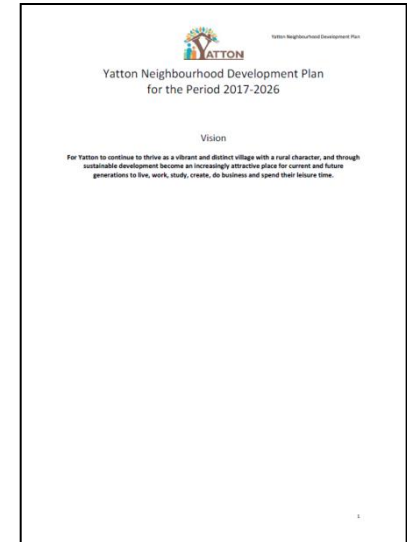 Yatton Neighbourhood Development Plan
YATTON
Yatton Neighbourhood Development Plan
for the Period 2017-2026
Vision
For Yatton to continue to thrive as a vibrant and distinct village with a rural character, and through
sustainable development become an increasingly attractive place for current and future
generations to live, work, study, create, do business and spend their leisure time.
1